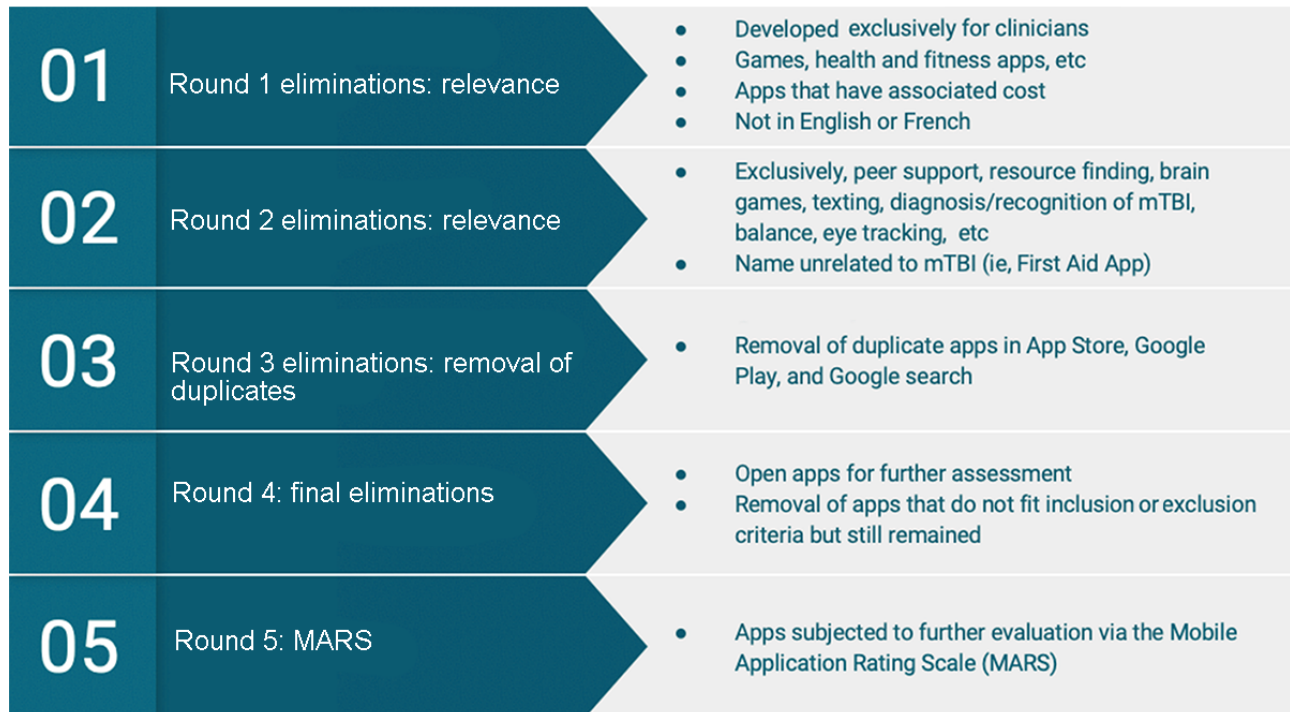 01
Round 1 eliminations: relevance
● Developed exclusively for clinicians
● Games, health and fitness apps, etc
● Apps that have associated cost
● Not in English or French
02
Round 2 eliminations: relevance
● Exclusively, peer support, resource finding, brain
games, texting, diagnosis/recognition of mTBI,
balance, eye tracking, etc
● Name unrelated to mTBI (ie, First Aid App)
03
Round 3 eliminations: removal of
duplicates
● Removal of duplicate apps in App Store, Google
Play, and Google search
04
Round 4: final eliminations
● Open apps for further assessment
● Removal of apps that do not fit inclusion or exclusion
criteria but still remained
05
Round 5: MARS
● Apps subjected to further evaluation via the Mobile
Application Rating Scale (MARS)